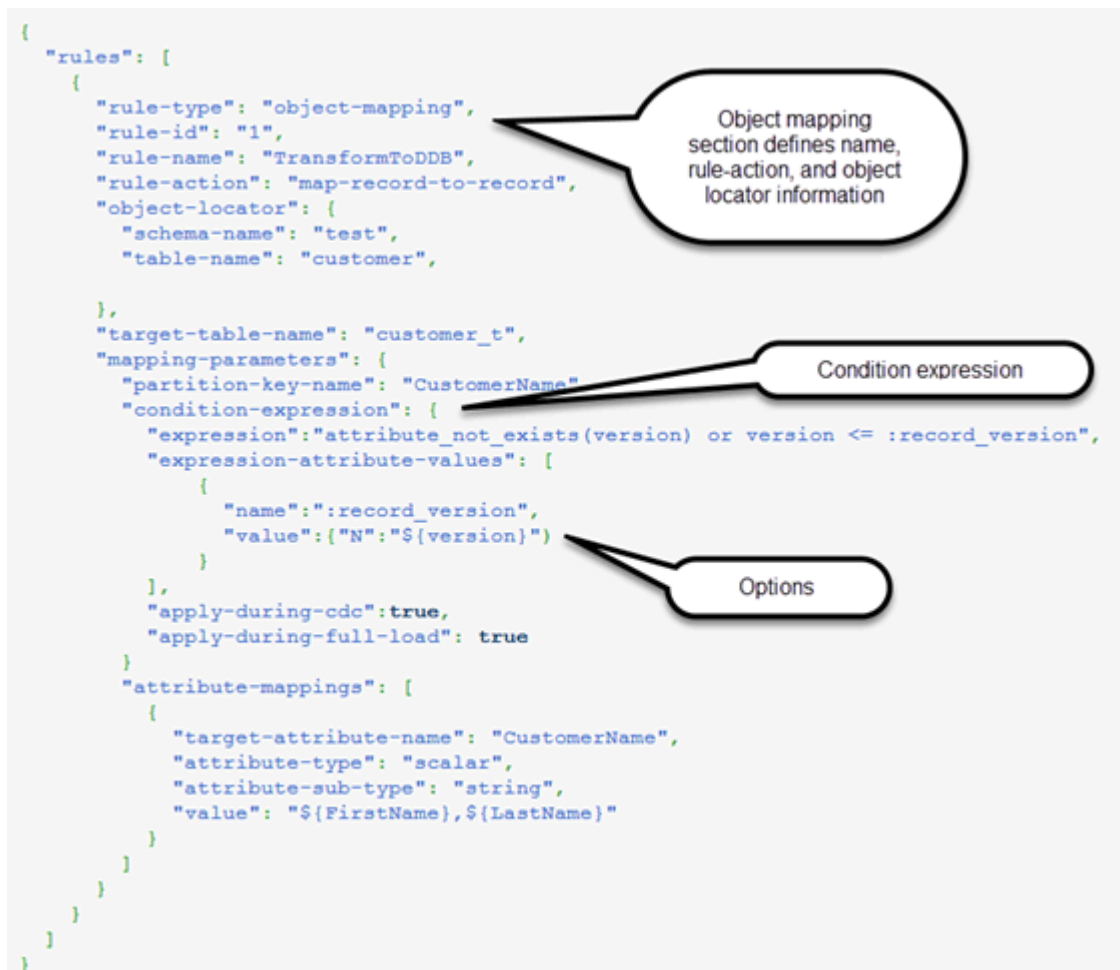 {
"rules": [
{
"rule-type": "object-mapping",
"rule-id": "1",
"rule-name": "TransformToDDB",
"rule-action": "map-record-to-record",
"object-locator": {
"schema-name": "test",
"table-name": "customer",
},
"target-table-name": "customer_t",
"mapping-parameters": {
"partition-key-name": "CustomerName"
"condition-expression": {
"expression":"attribute_not_exists(version) or version <= :record_version",
"expression-attribute-values": [
{
"name":":record_version",
"value":{"N":"${version}")
}
],
"apply-during-cdc":true,
"apply-during-full-load": true
}
"attribute-mappings": [
{
"target-attribute-name": "CustomerName",
"attribute-type": "scalar",
"attribute-sub-type": "string",
"value": "${FirstName},${LastName}"
}
]
}
}
]
}
Object mapping
section defines name,
rule-action, and object
locator information
Condition expression
Options